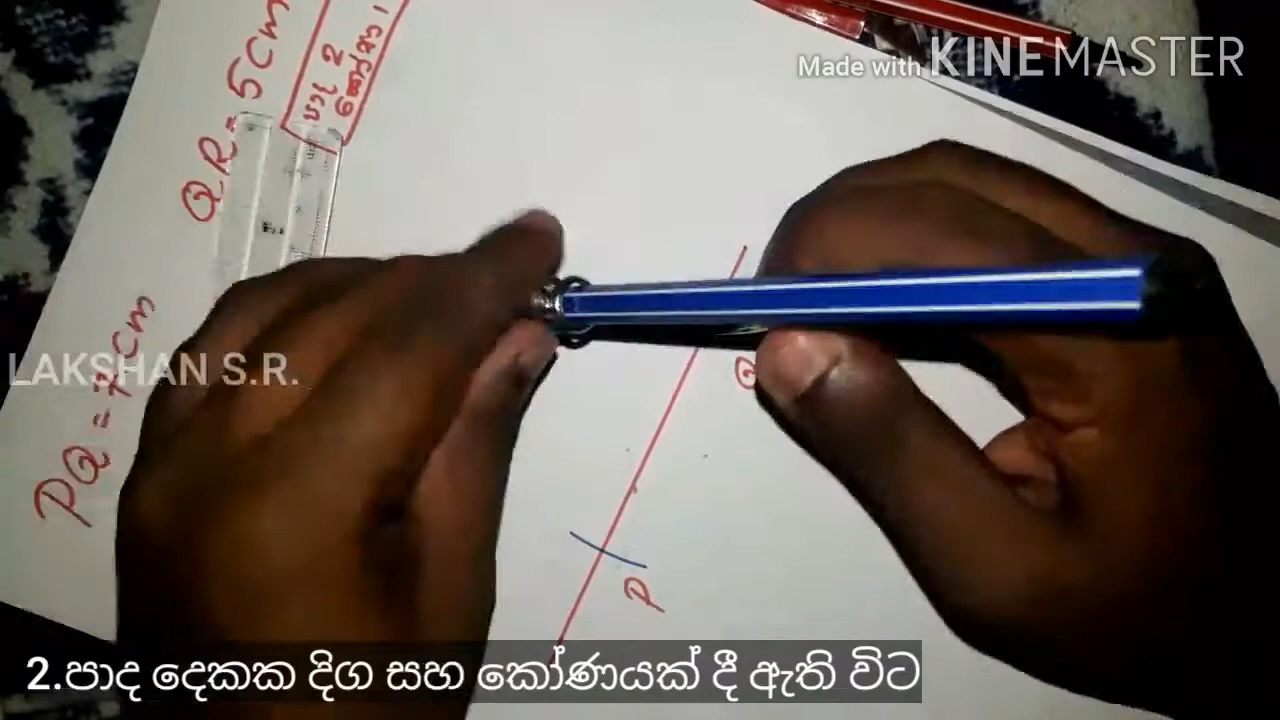 Made with KINEMASTER
QR = 5cm
පාද 2
කෝණ 1
LAKSHAN S.R.
PQ = 7cm
Q
P
2.පාද දෙකක දිග සහ කෝණයක් දී ඇති විට